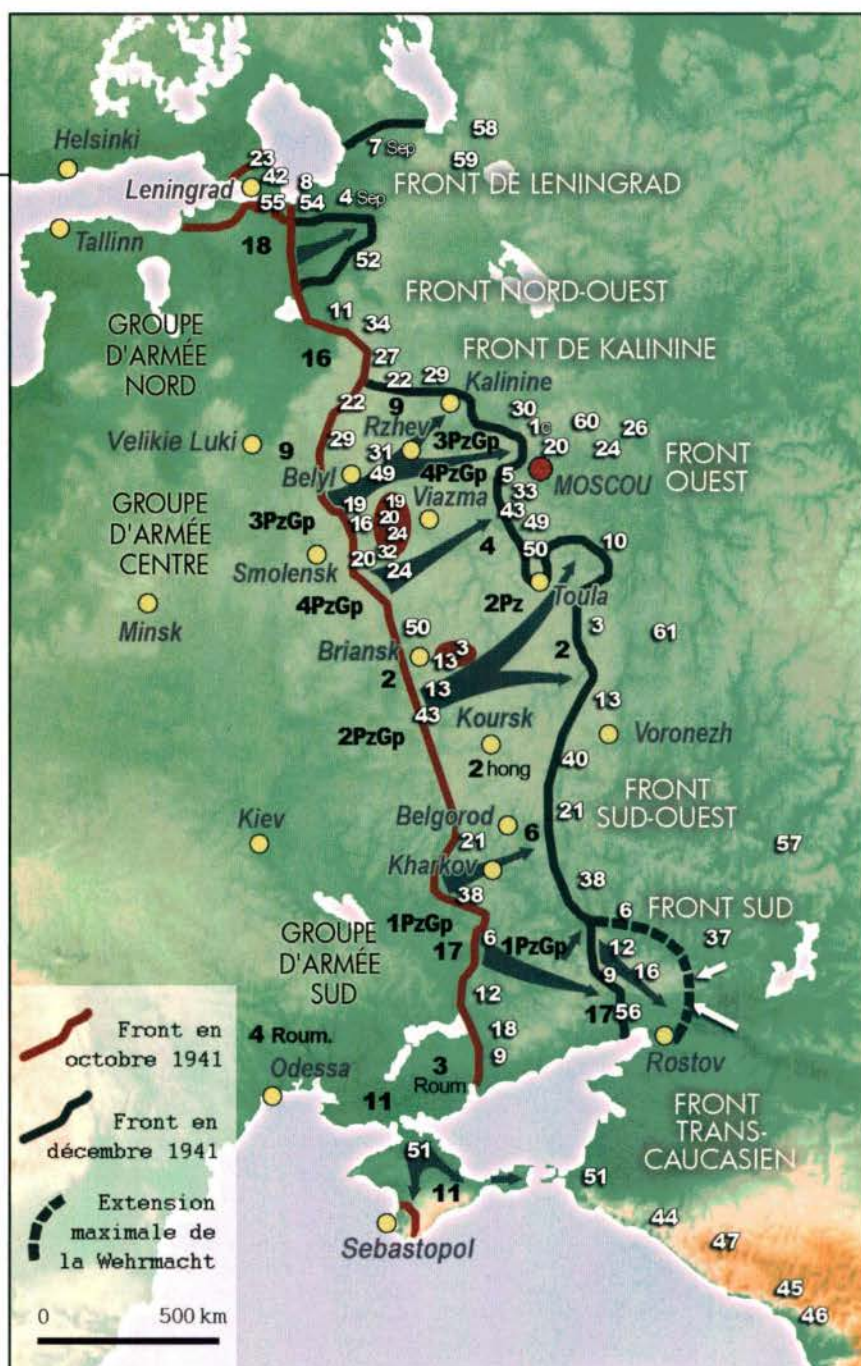 58
7 Sep
Helsinki
23
59
42
8
FRONT DE LENINGRAD
Leningrad
4 Sep
55
54
Tallinn
18
52
FRONT NORD-OUEST
11
34
GROUPE
D'ARMÉE
NORD
16
27
FRONT DE KALININE
22
29
Kalinine
22
9
30
60
1c
26
Rzhev
3PzGp
29
31
20
24
Velikie Luki
9
FRONT
OUEST
Belyl
49
4PzGp
5
MOSCOU
33
Viazma
19
19
43
49
3PzGp
16
20
24
GROUPE
D'ARMÉE
CENTRE
4
50
10
32
Smolensk
20
24
2Pz
Toula
4PzGp
Minsk
50
3
61
Briansk
3
13
2
2
13
13
43
Koursk
Voronezh
2PzGp
2 hong
40
FRONT
SUD-OUEST
Belgorod
21
Kiev
21
6
57
Kharkov
38
38
6
FRONT SUD
1PzGp
37
GROUPE
D'ARMÉE
SUD
17
6
1PzGp
12
9
16
12
17
56
18
Front en
octobre 1941
4 Roum.
9
Rostov
3
Roum
Odessa
11
FRONT
TRANS-
CAUCASIEN
Front en
décembre 1941
51
51
11
Extension
maximale de
la Wehrmacht
44
Sebastopol
47
45
46
0 500 km